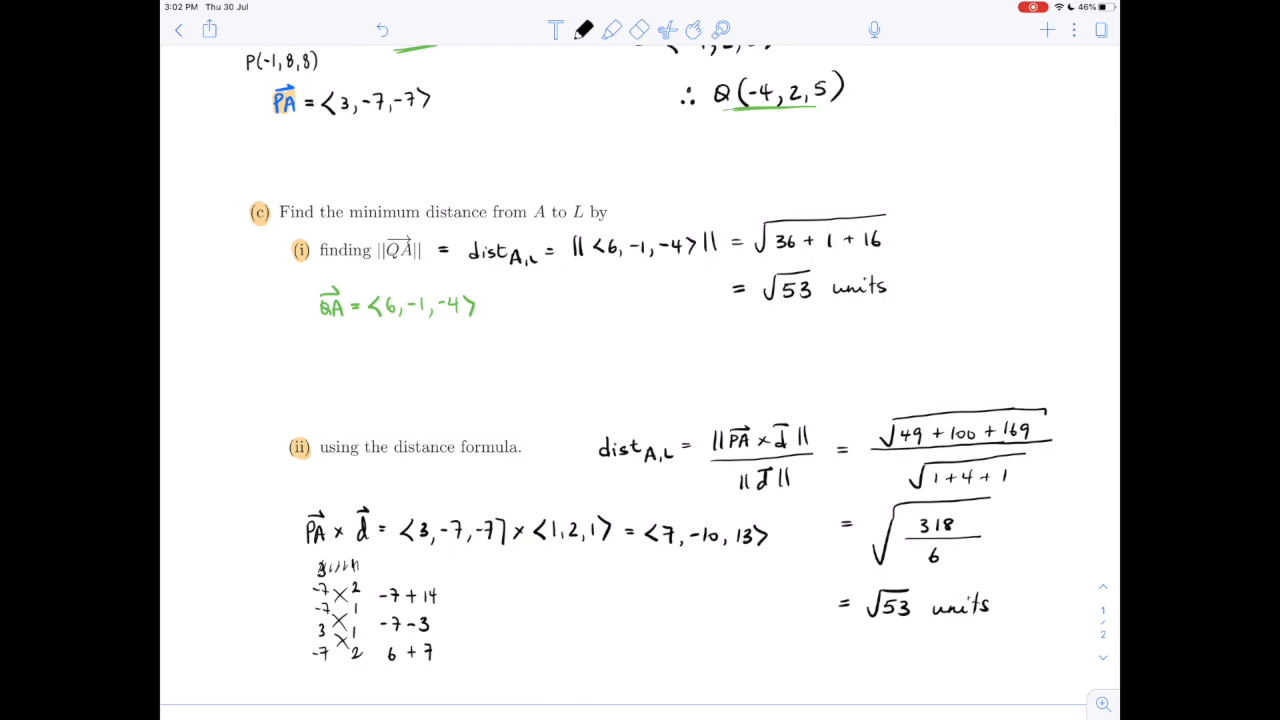 3:02 PM Thu 30 Jul
46%
T
P(-1,8,8)
PA = <3,-7,-7>
∴ Q(-4,2,5)
(c) Find the minimum distance from A to L by
(i) finding ||QA|| = dist_{A,L} = ||<6,-1,-4>|| = √36 + 1 + 16
= √53 units
QA = <6,-1,-4>
(ii) using the distance formula.
dist_{A,L} = ||PA × d|| / ||d|| = √49 + 100 + 169 / √1+4+1
PA × d = <3,-7,-7> × <1,2,1> = <7,-10,13>
= √318/6
= √53 units
-7 2
-7 1
3 1
-7 2
-7+14
-7-3
6+7
1
/
2